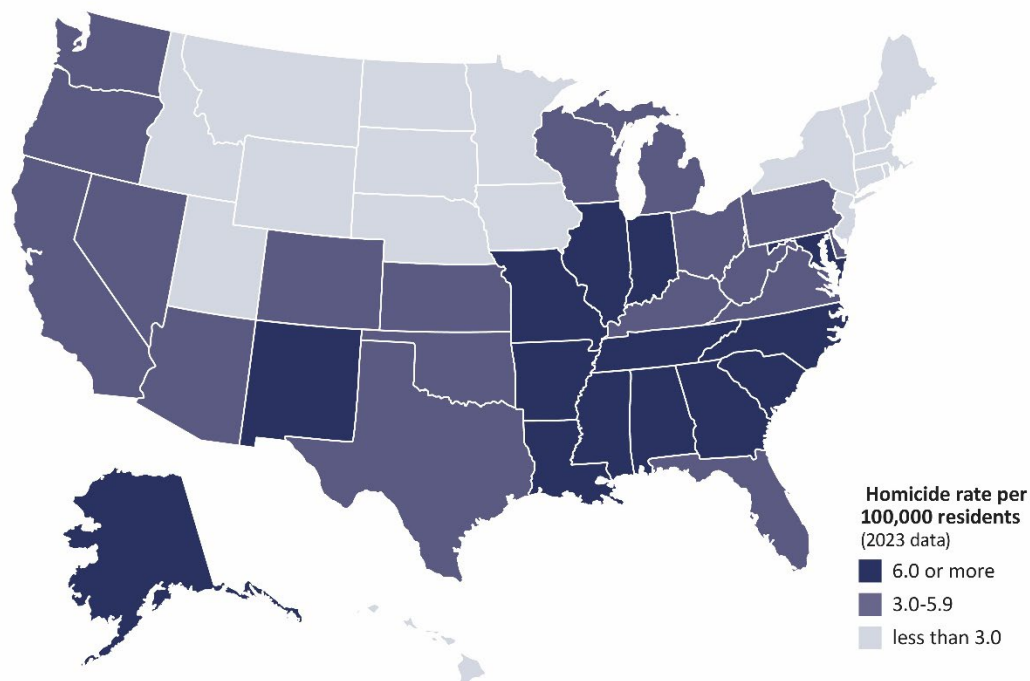 Homicide rate per
100,000 residents
(2023 data)
6.0 or more
3.0-5.9
less than 3.0